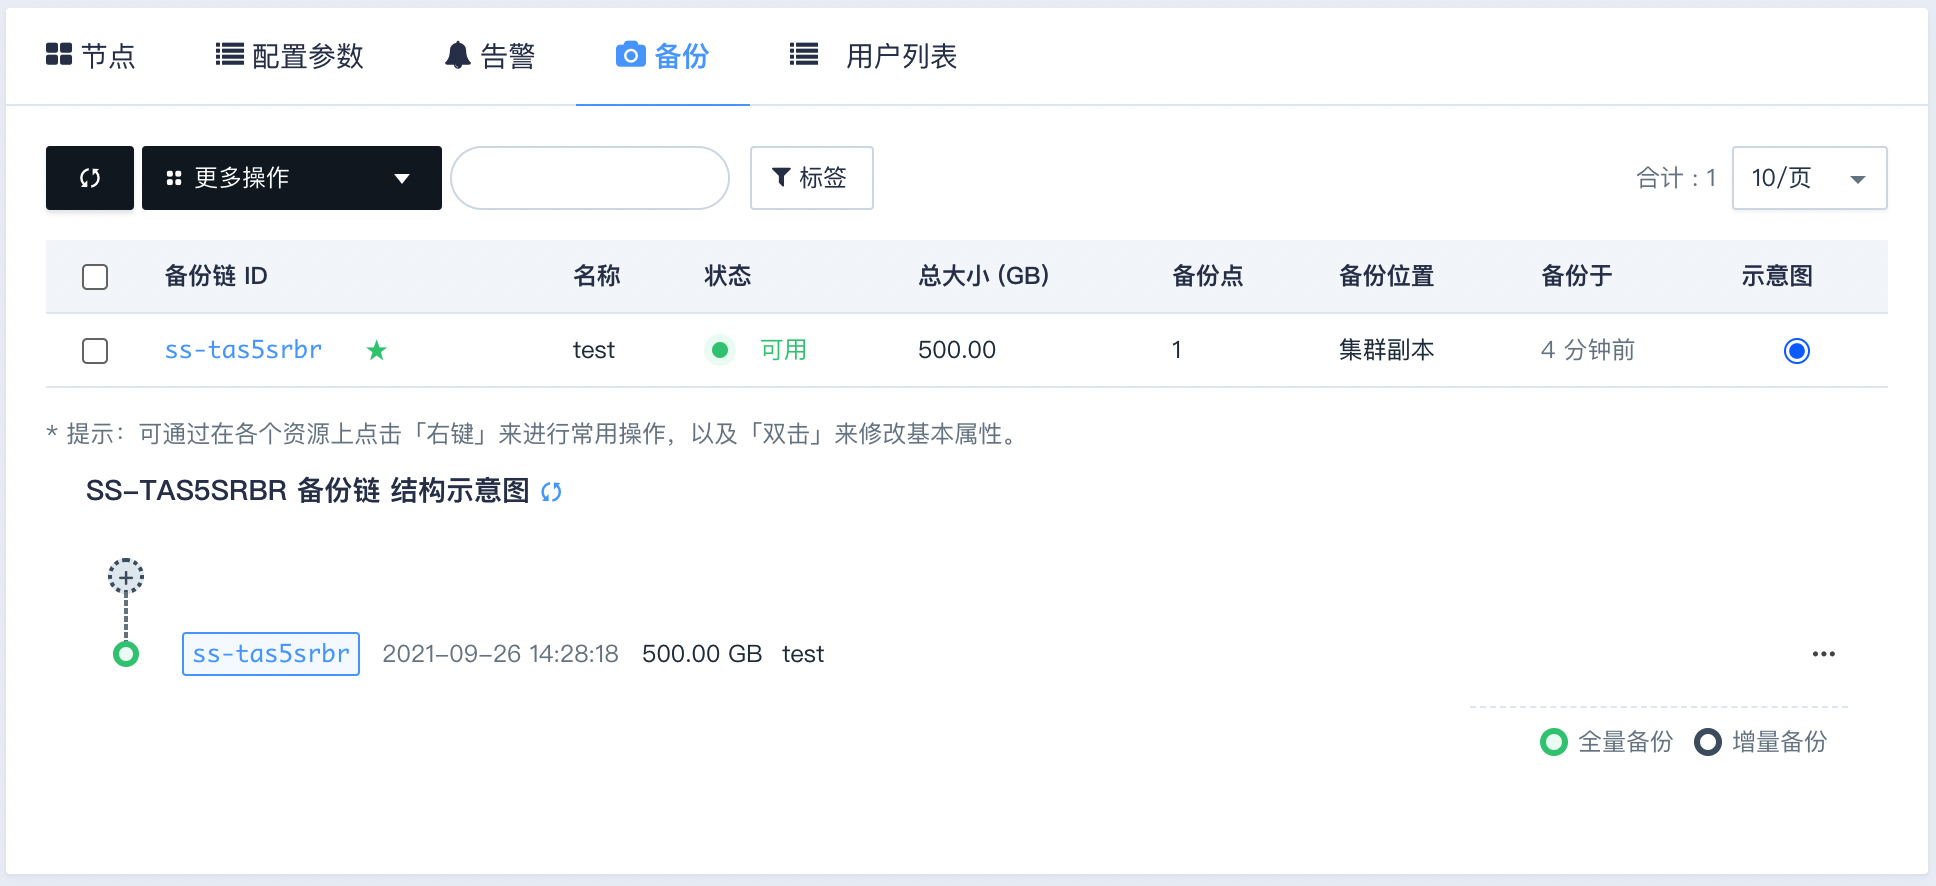 节点 配置参数 告警 备份 用户列表
更多操作 标签 合计 : 1 10/页
备份链 ID 名称 状态 总大小 (GB) 备份点 备份位置 备份于 示意图
ss-tas5srbr test 可用 500.00 1 集群副本 4 分钟前
* 提示：可通过在各个资源上点击「右键」来进行常用操作，以及「双击」来修改基本属性。
SS-TAS5SRBR 备份链 结构示意图
ss-tas5srbr 2021-09-26 14:28:18 500.00 GB test
全量备份 增量备份